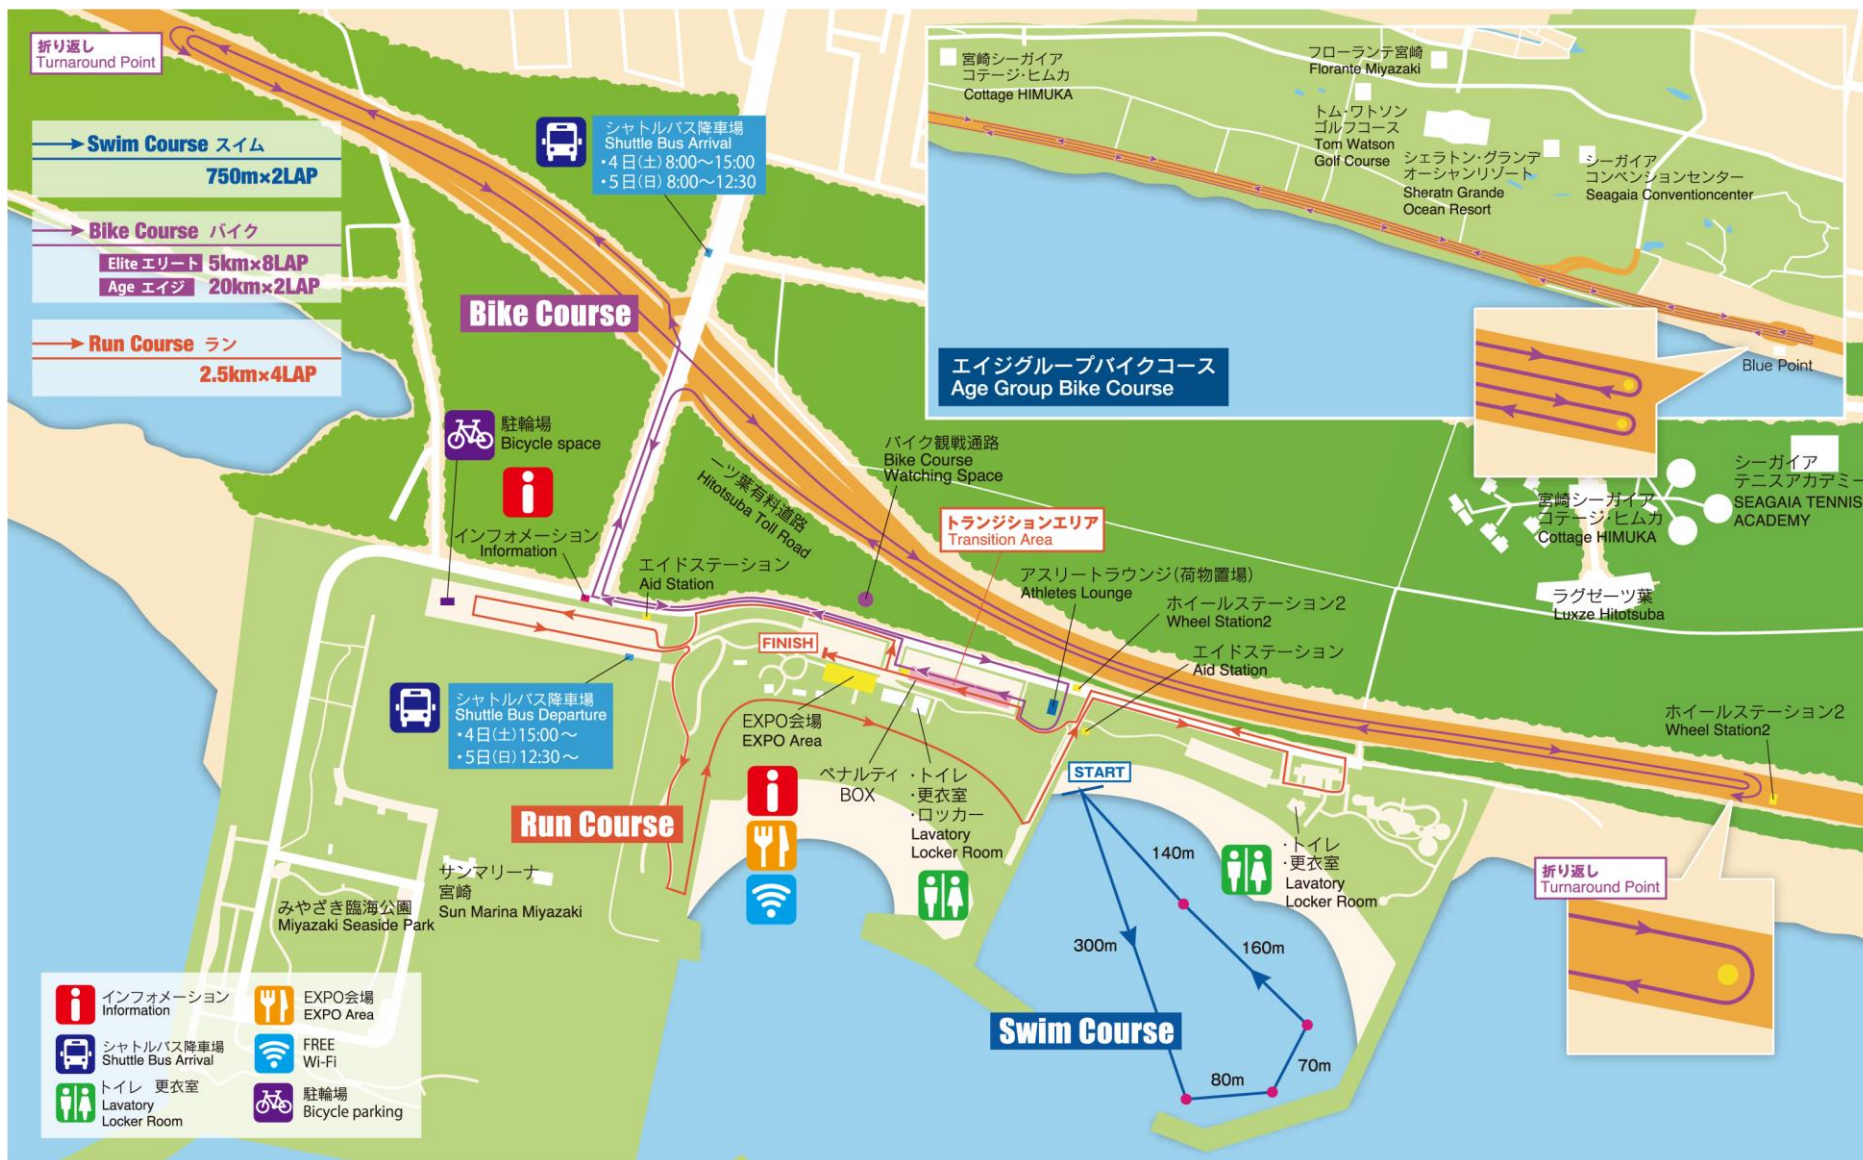 折り返し
Turnaround Point
Swim Course スイム
750m×2LAP
Bike Course バイク
Elite エリート 5km×8LAP
Age エイジ 20km×2LAP
Run Course ラン
2.5km×4LAP
シャトルバス降車場
Shuttle Bus Arrival
・4日(土) 8:00〜15:00
・5日(日) 8:00〜12:30
Bike Course
宮崎シーガイア
コテージ・ヒムカ
Cottage HIMUKA
フローランテ宮崎
Florante Miyazaki
トム・ワトソン
ゴルフコース
Tom Watson
Golf Course
シェラトン・グランデ
オーシャンリゾート
Sheratn Grande
Ocean Resort
シーガイア
コンベンションセンター
Seagaia Conventioncenter
エイジグループバイクコース
Age Group Bike Course
Blue Point
駐輪場
Bicycle space
インフォメーション
Information
エイドステーション
Aid Station
一ツ葉有料道路
Hitotsuba Toll Road
バイク観戦通路
Bike Course
Watching Space
トランジションエリア
Transition Area
アスリートラウンジ(荷物置場)
Athletes Lounge
ホイールステーション2
Wheel Station2
エイドステーション
Aid Station
宮崎シーガイア
コテージ・ヒムカ
Cottage HIMUKA
シーガイア
テニスアカデミー
SEAGAIA TENNIS
ACADEMY
ラグゼーツ葉
Luxze Hitotsuba
FINISH
シャトルバス降車場
Shuttle Bus Departure
・4日(土) 15:00〜
・5日(日) 12:30〜
EXPO会場
EXPO Area
ペナルティ
BOX
・トイレ
・更衣室
・ロッカー
Lavatory
Locker Room
START
ホイールステーション2
Wheel Station2
Run Course
サンマリーナ
宮崎
Sun Marina Miyazaki
みやざき臨海公園
Miyazaki Seaside Park
140m
300m
160m
70m
80m
Swim Course
・トイレ
・更衣室
Lavatory
Locker Room
折り返し
Turnaround Point
インフォメーション
Information
EXPO会場
EXPO Area
シャトルバス降車場
Shuttle Bus Arrival
FREE
Wi-Fi
トイレ 更衣室
Lavatory
Locker Room
駐輪場
Bicycle parking